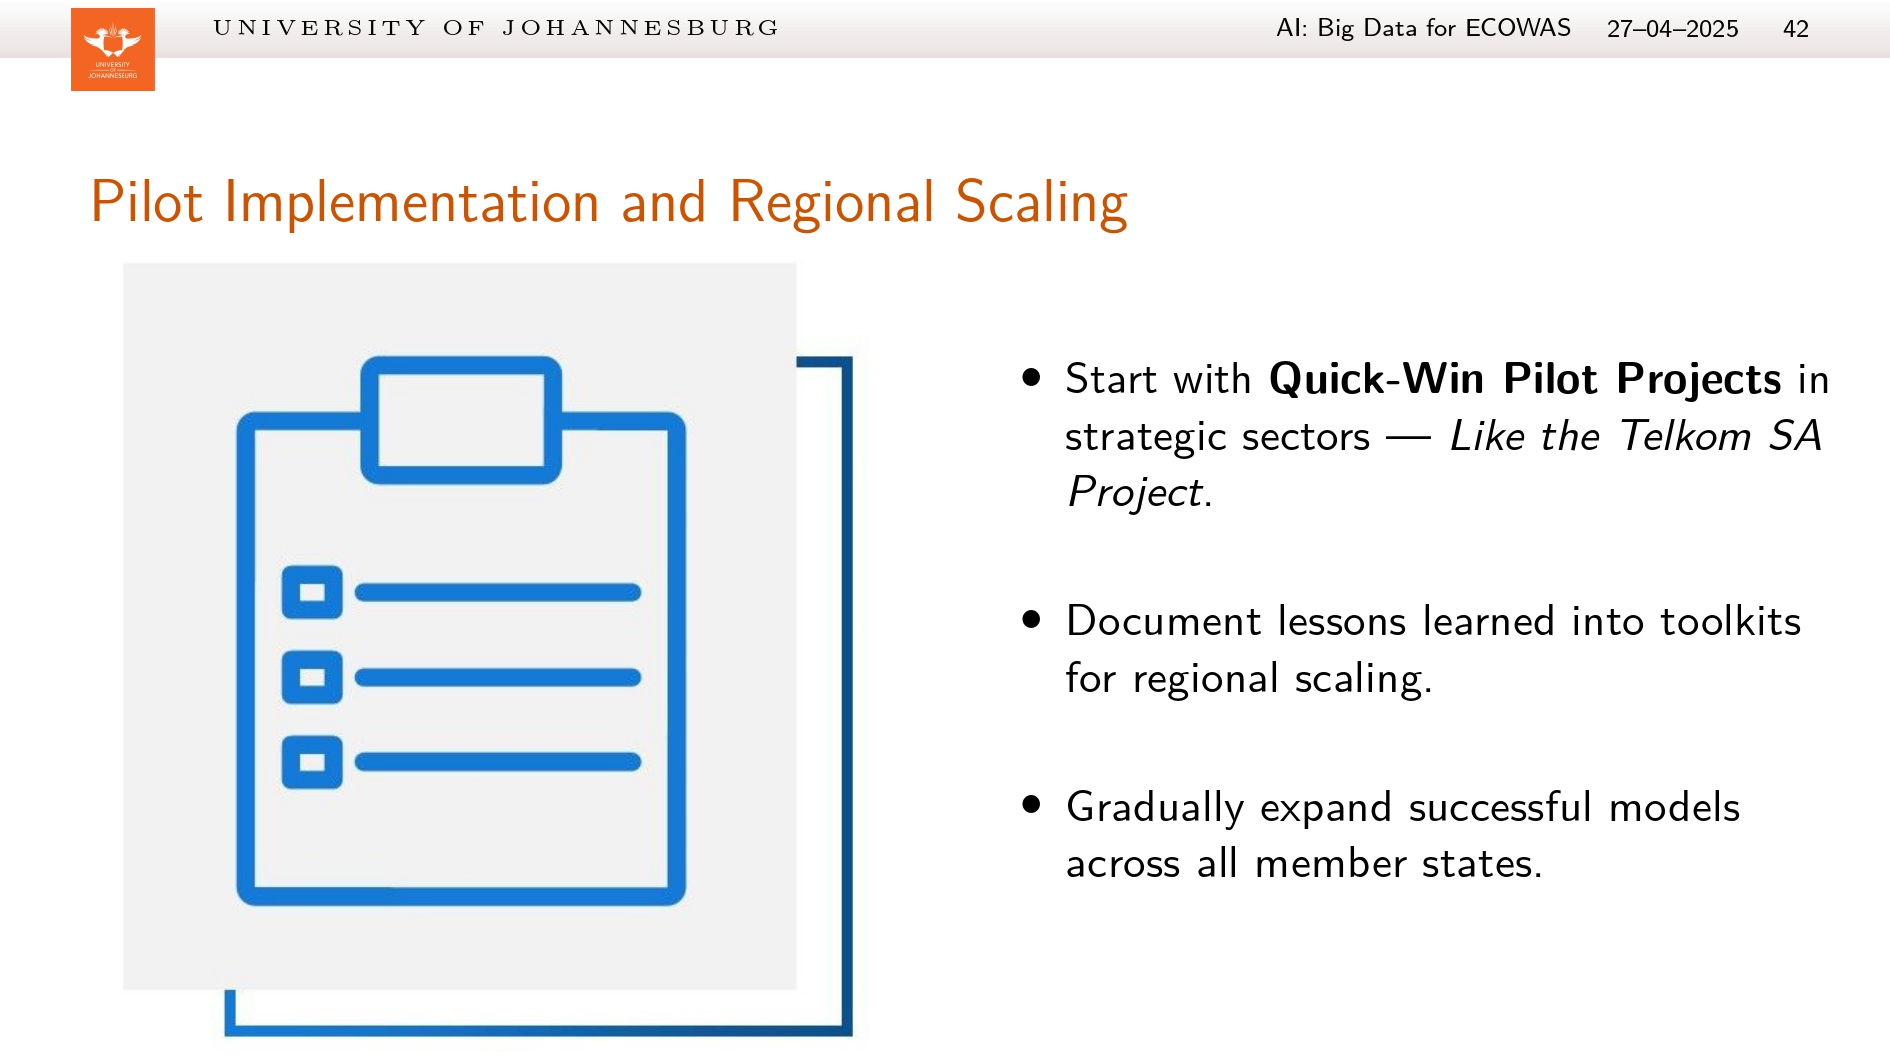 UNIVERSITY OF JOHANNESBURG
AI: Big Data for ECOWAS 27–04–2025 42
UNIVERSITY
OF
JOHANNESBURG
Pilot Implementation and Regional Scaling
• Start with Quick-Win Pilot Projects in
strategic sectors — Like the Telkom SA
Project.
• Document lessons learned into toolkits
for regional scaling.
• Gradually expand successful models
across all member states.